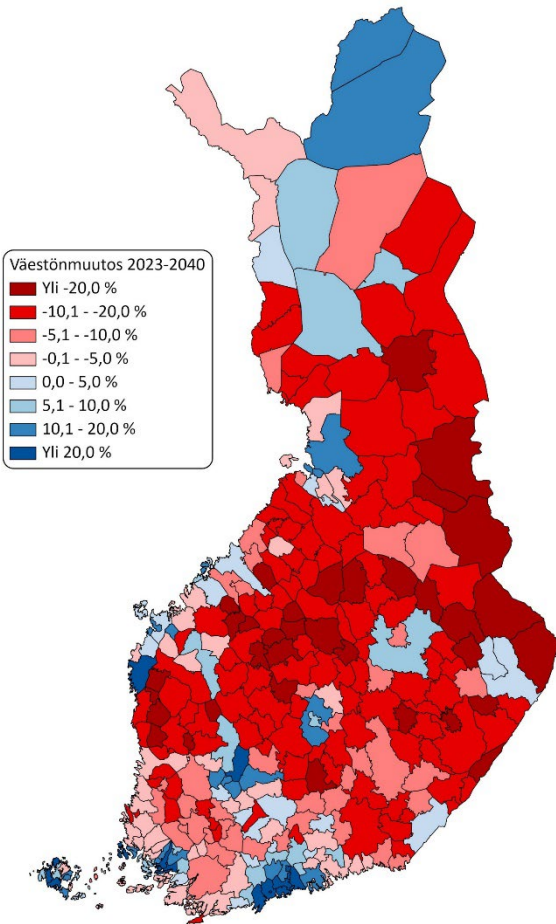 Väestönmuutos 2023-2040
Yli -20,0 %
-10,1 - -20,0 %
-5,1 - -10,0 %
-0,1 - -5,0 %
0,0 - 5,0 %
5,1 - 10,0 %
10,1 - 20,0 %
Yli 20,0 %